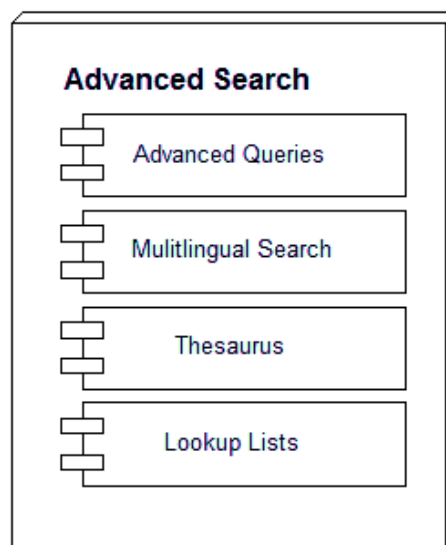 Advanced Search
Advanced Queries
Mulitlingual Search
Thesaurus
Lookup Lists